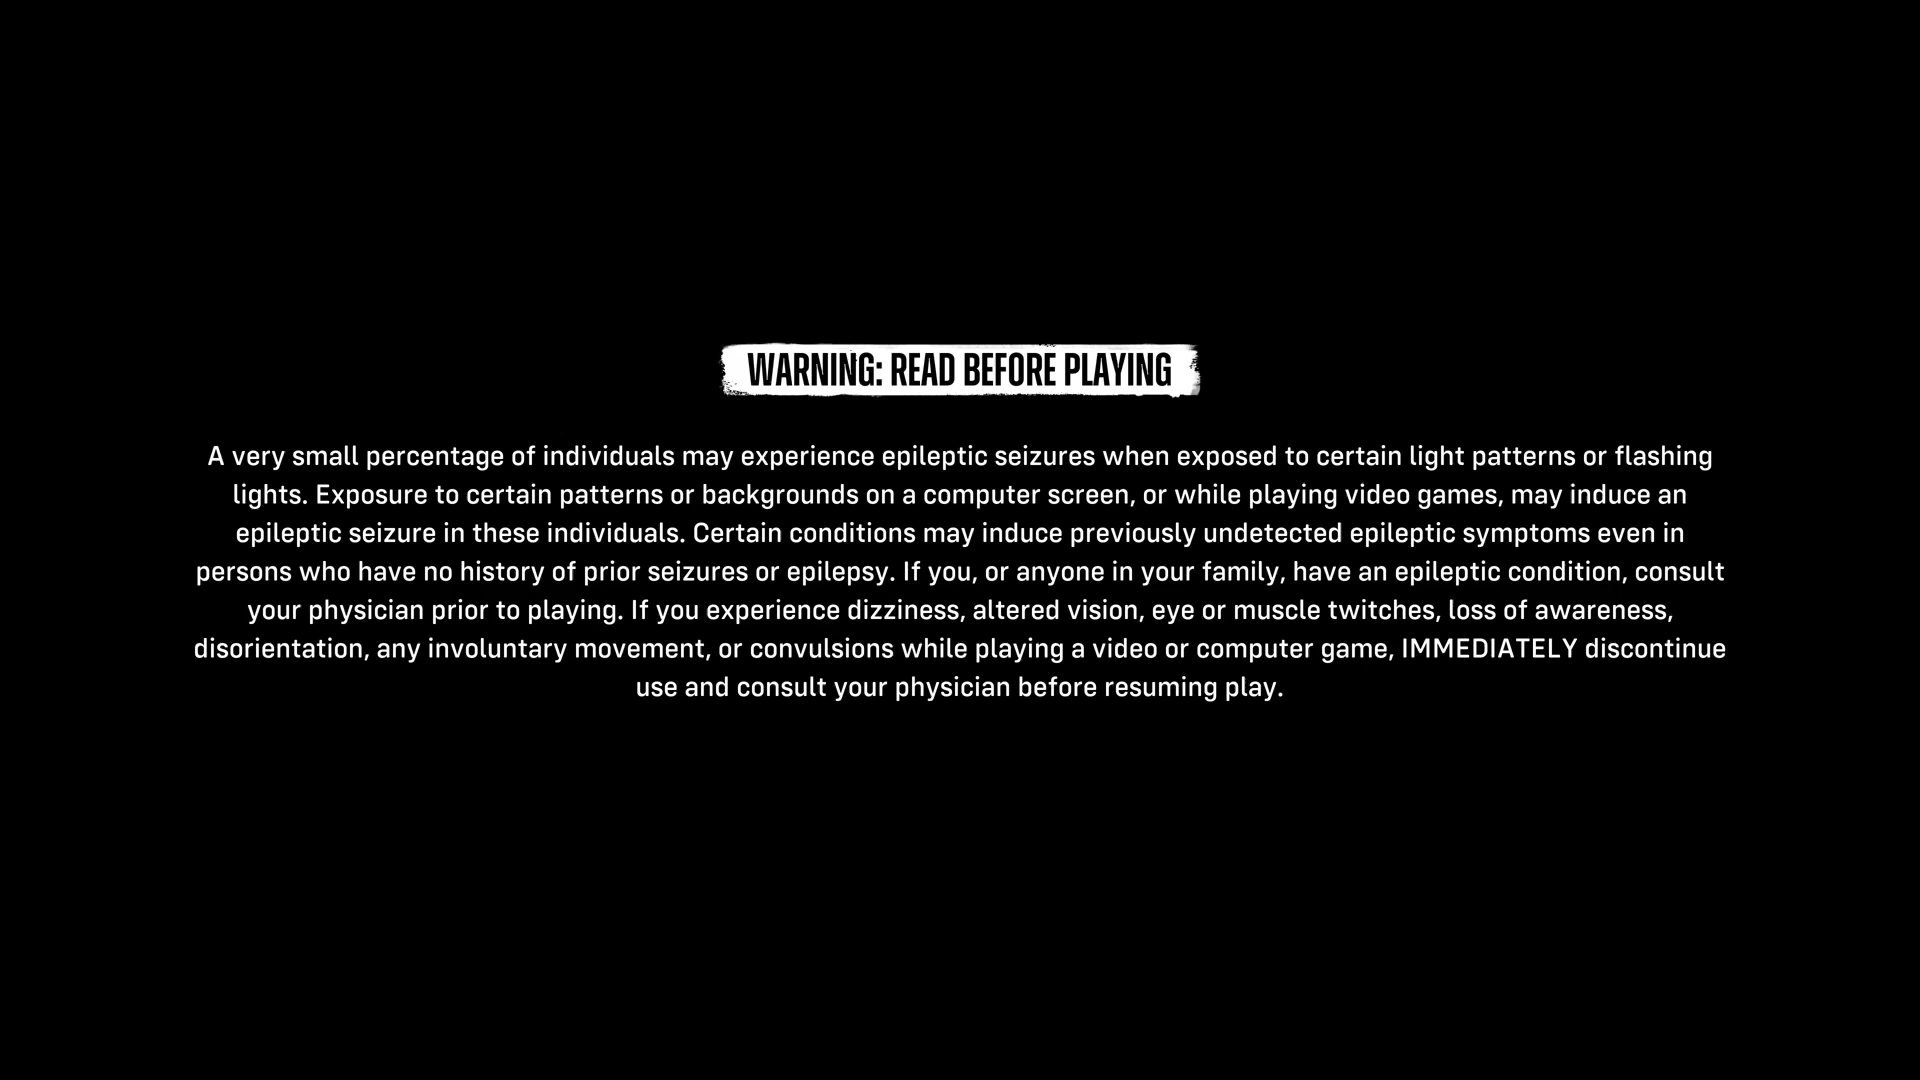 WARNING: READ BEFORE PLAYING
A very small percentage of individuals may experience epileptic seizures when exposed to certain light patterns or flashing
lights. Exposure to certain patterns or backgrounds on a computer screen, or while playing video games, may induce an
epileptic seizure in these individuals. Certain conditions may induce previously undetected epileptic symptoms even in
persons who have no history of prior seizures or epilepsy. If you, or anyone in your family, have an epileptic condition, consult
your physician prior to playing. If you experience dizziness, altered vision, eye or muscle twitches, loss of awareness,
disorientation, any involuntary movement, or convulsions while playing a video or computer game, IMMEDIATELY discontinue
use and consult your physician before resuming play.